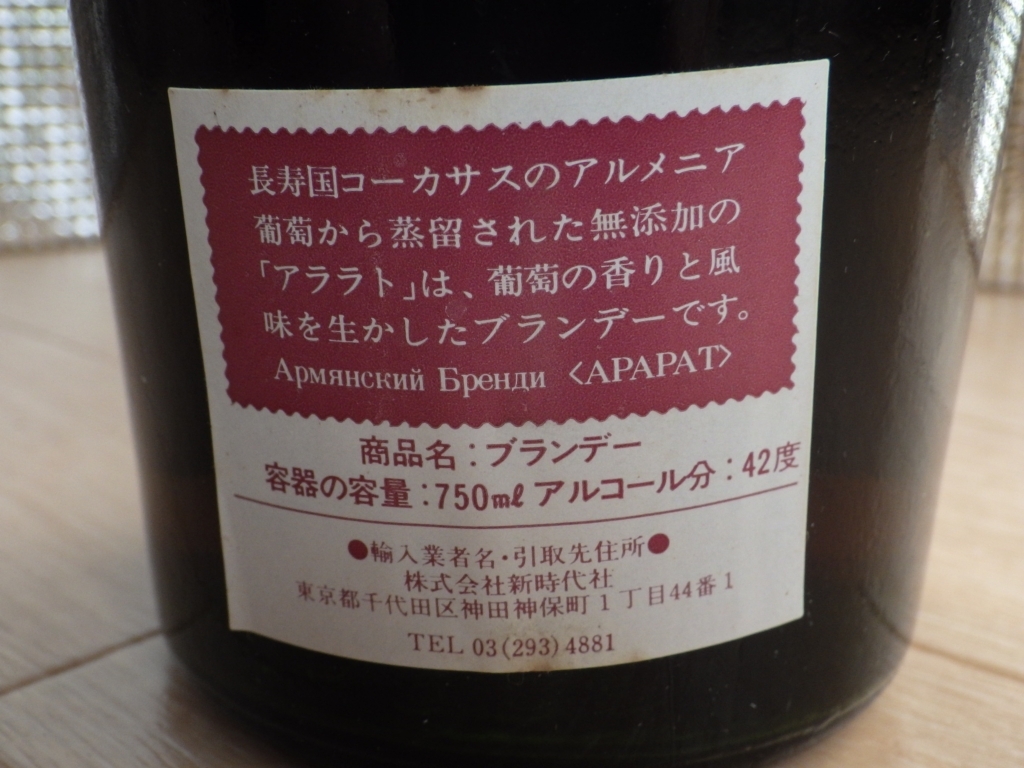 長寿国コーカサスのアルメニア
葡萄から蒸留された無添加の
「アララト」は、葡萄の香りと風
味を生かしたブランデーです。
Армянский Бренди 〈АРАРАТ〉
商品名：ブランデー
容器の容量：750mℓ アルコール分：42度
●輸入業者名・引取先住所●
株式会社新時代社
東京都千代田区神田神保町1丁目44番1
TEL 03(293)4881